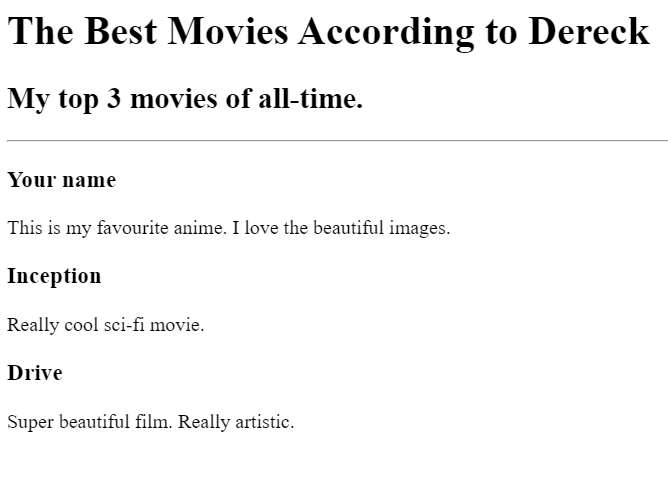 The Best Movies According to Dereck
My top 3 movies of all-time.
Your name
This is my favourite anime. I love the beautiful images.
Inception
Really cool sci-fi movie.
Drive
Super beautiful film. Really artistic.